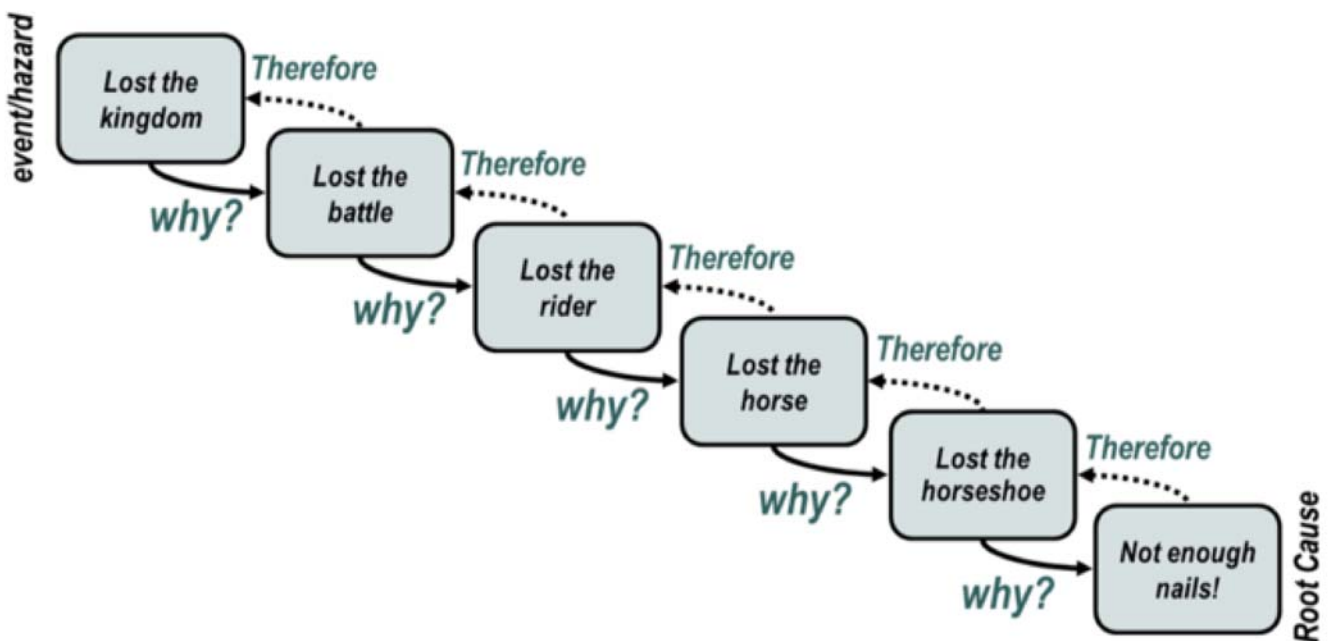 event/hazard
Lost the
kingdom
Therefore
why?
Lost the
battle
Therefore
why?
Lost the
rider
Therefore
why?
Lost the
horse
Therefore
why?
Lost the
horseshoe
Therefore
why?
Not enough
nails!
Root Cause